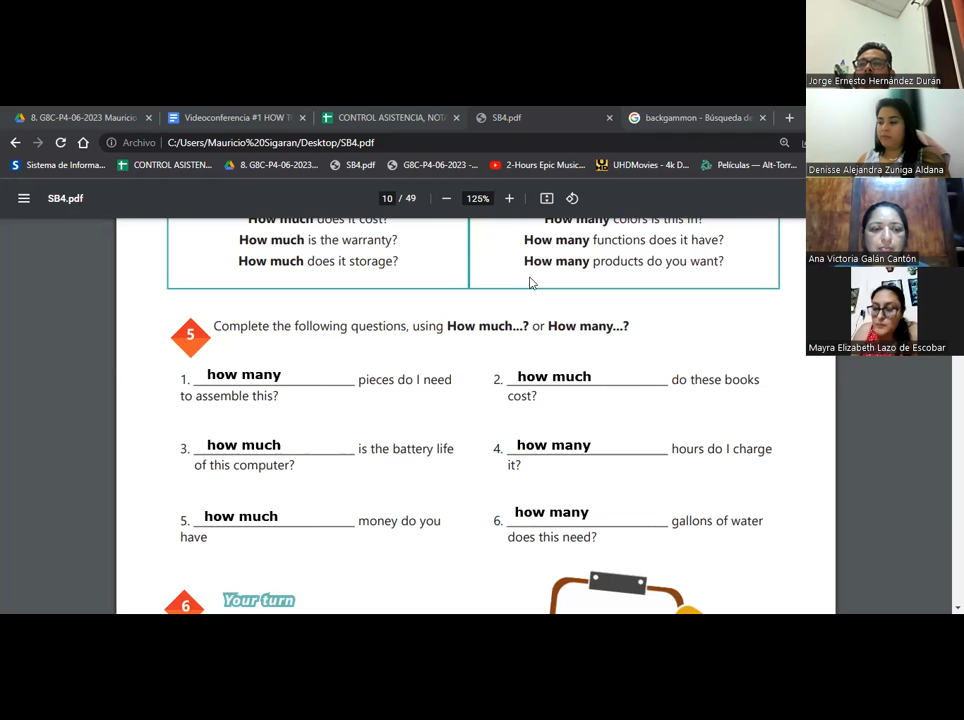 Jorge Ernesto Hernández Durán
Denisse Alejandra Zuniga Aldana
Ana Victoria Galán Cantón
Mayra Elizabeth Lazo de Escobar
8. G8C-P4-06-2023 Mauricio
Videoconferencia #1 HOW T
CONTROL ASISTENCIA, NOT
SB4.pdf
backgammon - Búsqueda de
Archivo C:/Users/Mauricio%20Sigaran/Desktop/SB4.pdf
Sistema de Informa...
CONTROL ASISTEN...
8. G8C-P4-06-2023...
SB4.pdf
G8C-P4-06-2023 -...
2-Hours Epic Music...
UHDMovies - 4k D...
Películas — Alt-Torr...
SB4.pdf
10 / 49
125%
How much does it cost?
How many colors is this in?
How much is the warranty?
How many functions does it have?
How much does it storage?
How many products do you want?
5 Complete the following questions, using How much...? or How many...?
1. how many pieces do I need
to assemble this?
2. how much do these books
cost?
3. how much is the battery life
of this computer?
4. how many hours do I charge
it?
5. how much money do you
have
6. how many gallons of water
does this need?
6 Your turn